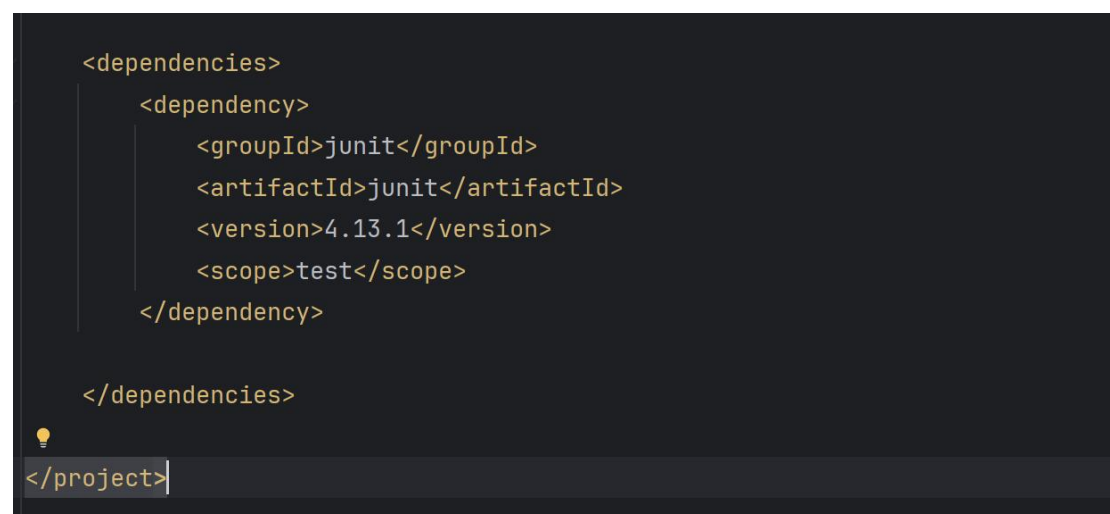 <dependencies>
<dependency>
<groupId>junit</groupId>
<artifactId>junit</artifactId>
<version>4.13.1</version>
<scope>test</scope>
</dependency>
</dependencies>
</project>